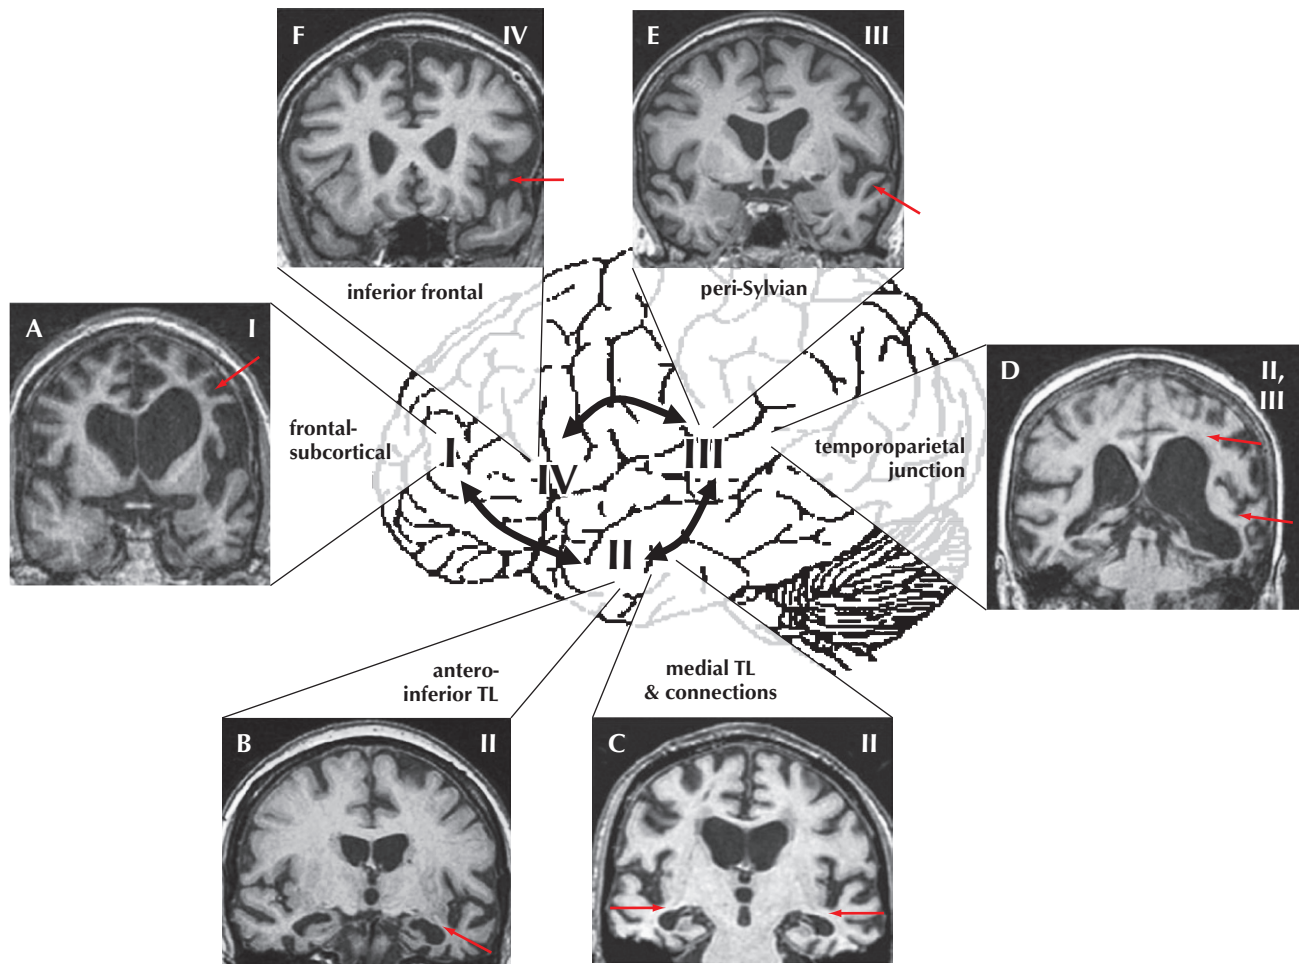 F
IV
E
III
inferior frontal
peri-Sylvian
A
I
D
II,
III
frontal-
subcortical
I
IV
III
temporoparietal
junction
II
antero-
inferior TL
medial TL
& connections
B
II
C
II